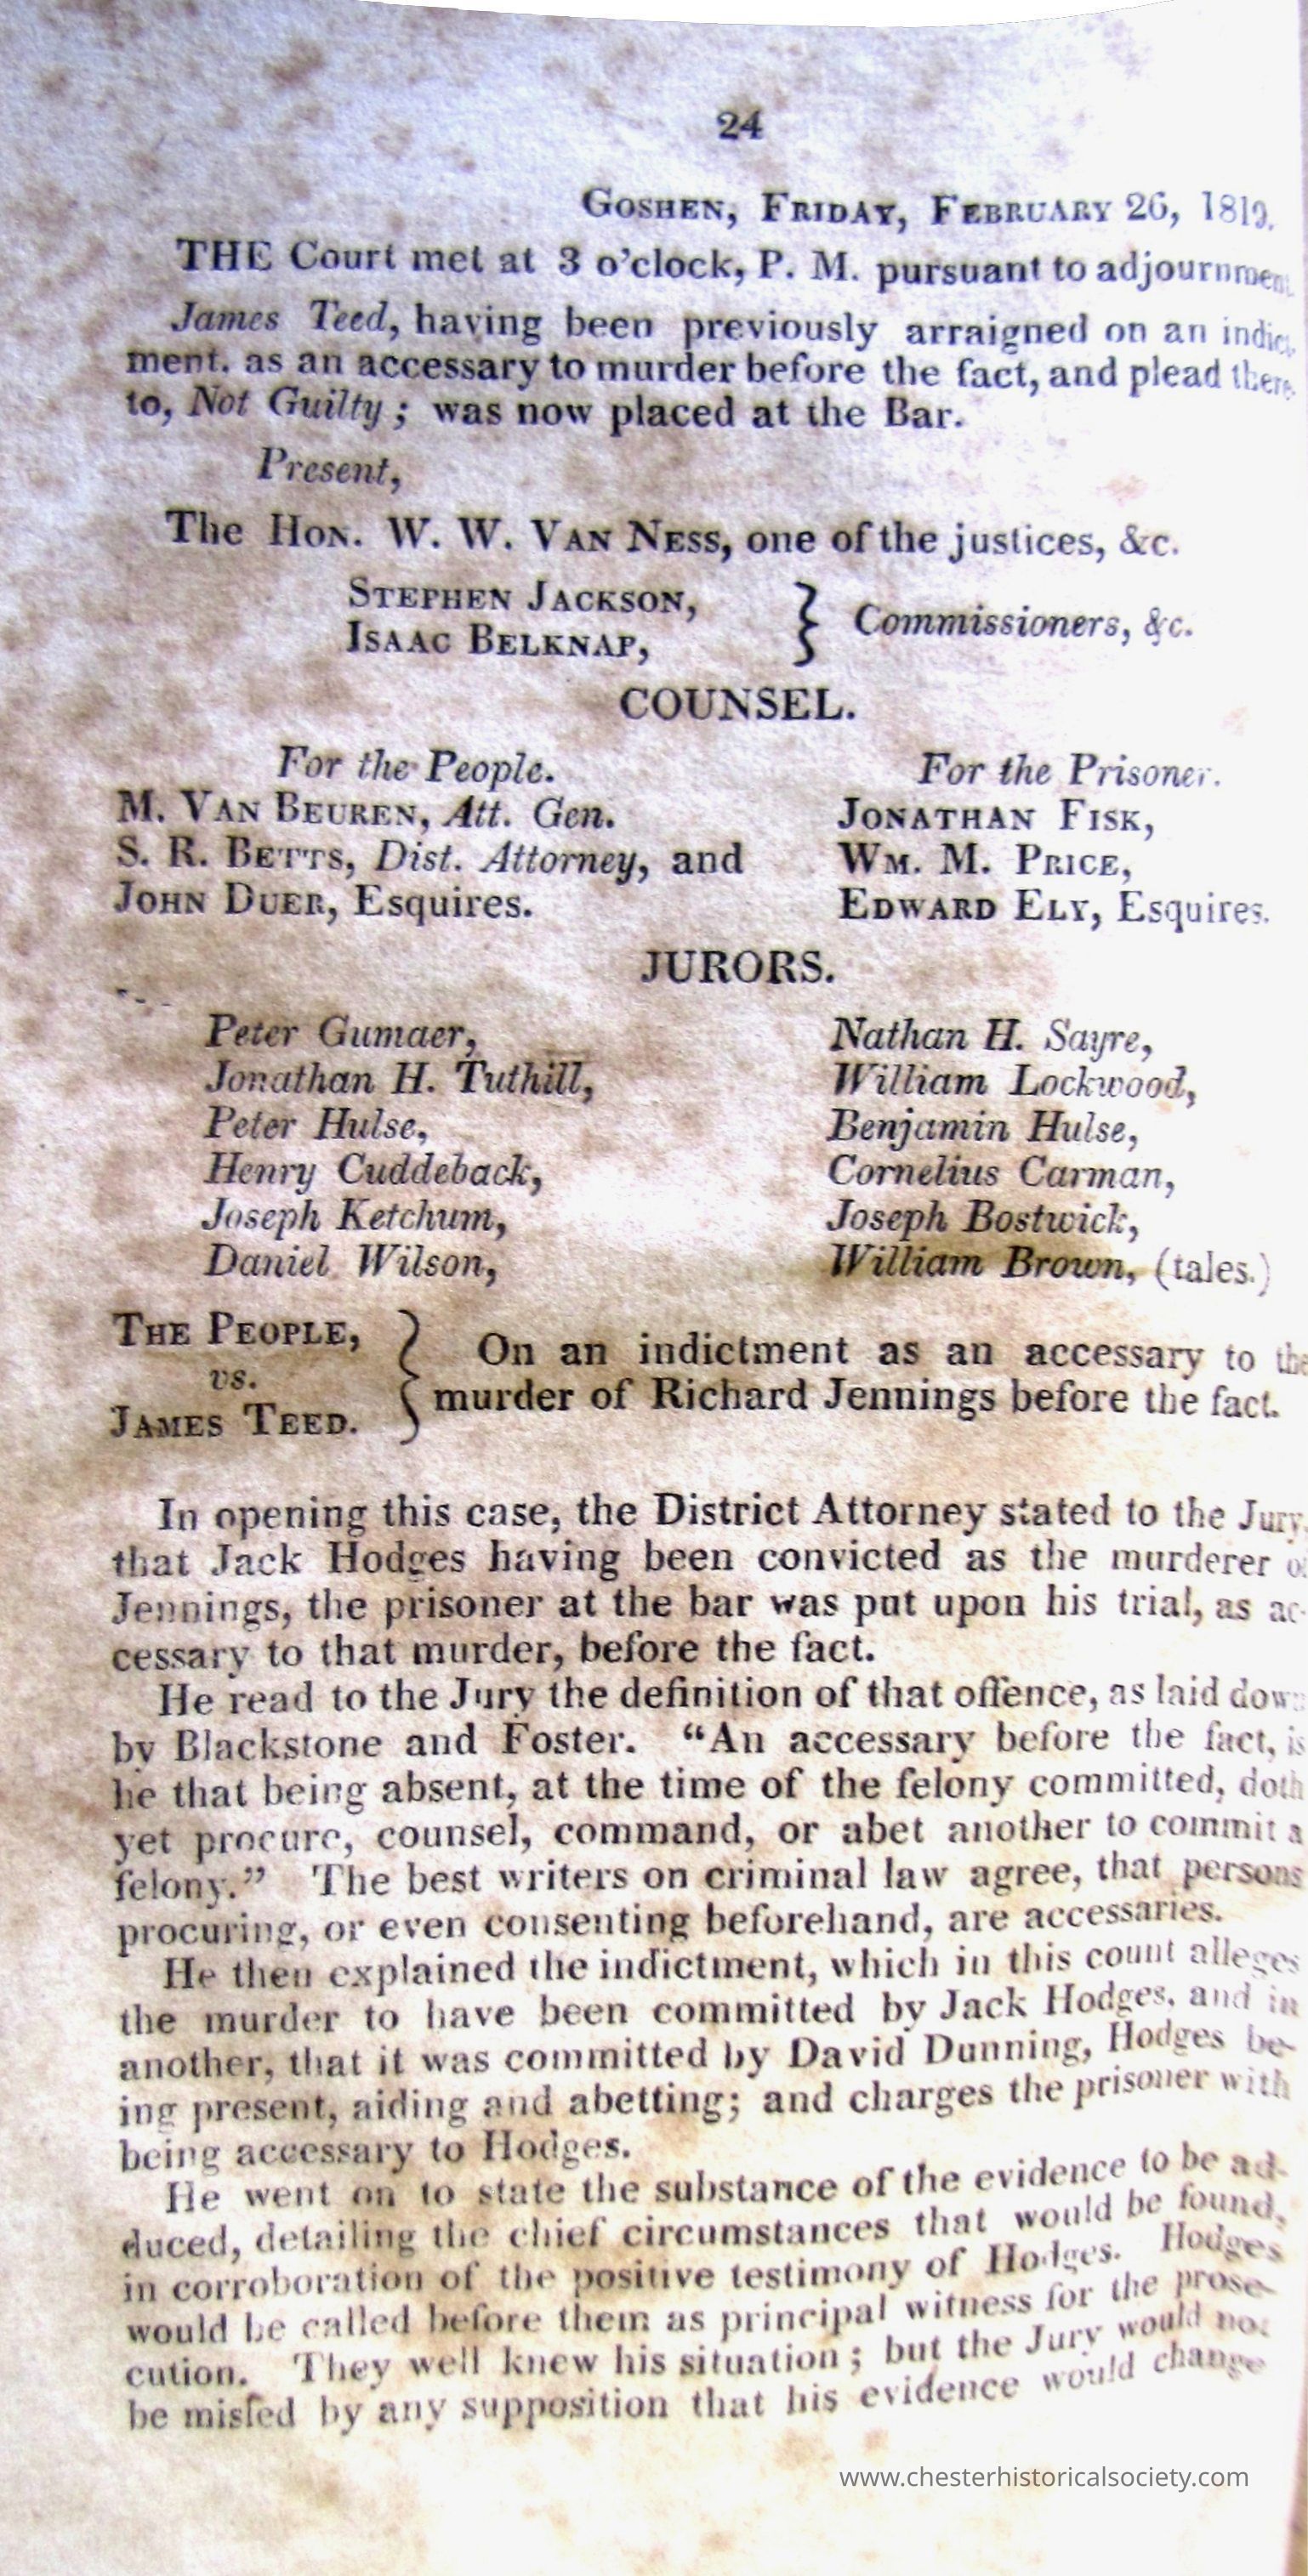 24
GOSHEN, FRIDAY, FEBRUARY 26, 1819.
THE Court met at 3 o'clock, P. M. pursuant to adjournment.
James Teed, having been previously arraigned on an indict-
ment. as an accessary to murder before the fact, and plead there-
to, Not Guilty; was now placed at the Bar.
Present,
The HON. W. W. VAN NESS, one of the justices, &c.
STEPHEN JACKSON,
ISAAC BELKNAP, } Commissioners, &c.
COUNSEL.
For the People.
M. VAN BEUREN, Att. Gen.
S. R. BETTS, Dist. Attorney, and
JOHN DUER, Esquires.
For the Prisoner.
JONATHAN FISK,
WM. M. PRICE,
EDWARD ELY, Esquires.
JURORS.
Peter Gumaer,
Jonathan H. Tuthill,
Peter Hulse,
Henry Cuddeback,
Joseph Ketchum,
Daniel Wilson,
Nathan H. Sayre,
William Lockwood,
Benjamin Hulse,
Cornelius Carman,
Joseph Bostwick,
William Brown, (tales.)
THE PEOPLE,
vs.
JAMES TEED.
On an indictment as an accessary to the
murder of Richard Jennings before the fact.
In opening this case, the District Attorney stated to the Jury,
that Jack Hodges having been convicted as the murderer of
Jennings, the prisoner at the bar was put upon his trial, as ac-
cessary to that murder, before the fact.
He read to the Jury the definition of that offence, as laid down
by Blackstone and Foster. "An accessary before the fact, is
he that being absent, at the time of the felony committed, doth
yet procure, counsel, command, or abet another to commit a
felony." The best writers on criminal law agree, that persons
procuring, or even consenting beforehand, are accessaries.
He then explained the indictment, which in this count alleges
the murder to have been committed by Jack Hodges, and in
another, that it was committed by David Dunning, Hodges be-
ing present, aiding and abetting; and charges the prisoner with
being accessary to Hodges.
He went on to state the substance of the evidence to be ad-
duced, detailing the chief circumstances that would be found,
in corroboration of the positive testimony of Hodges. Hodges
would be called before them as principal witness for the prose-
cution. They well knew his situation; but the Jury would not
be misled by any supposition that his evidence would change
www.chesterhistoricalsociety.com